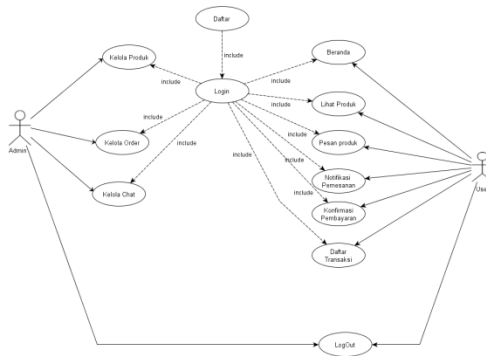 Daftar
include
Kelola Produk
Beranda
include
include
Login
include
Lihat Produk
include
include
Admin
Kelola Order
include
Pesan produk
include
include
Kelola Chat
include
Notifikasi
Pemesanan
include
Konfirmasi
Pembayaran
include
Daftar
Transaksi
LogOut